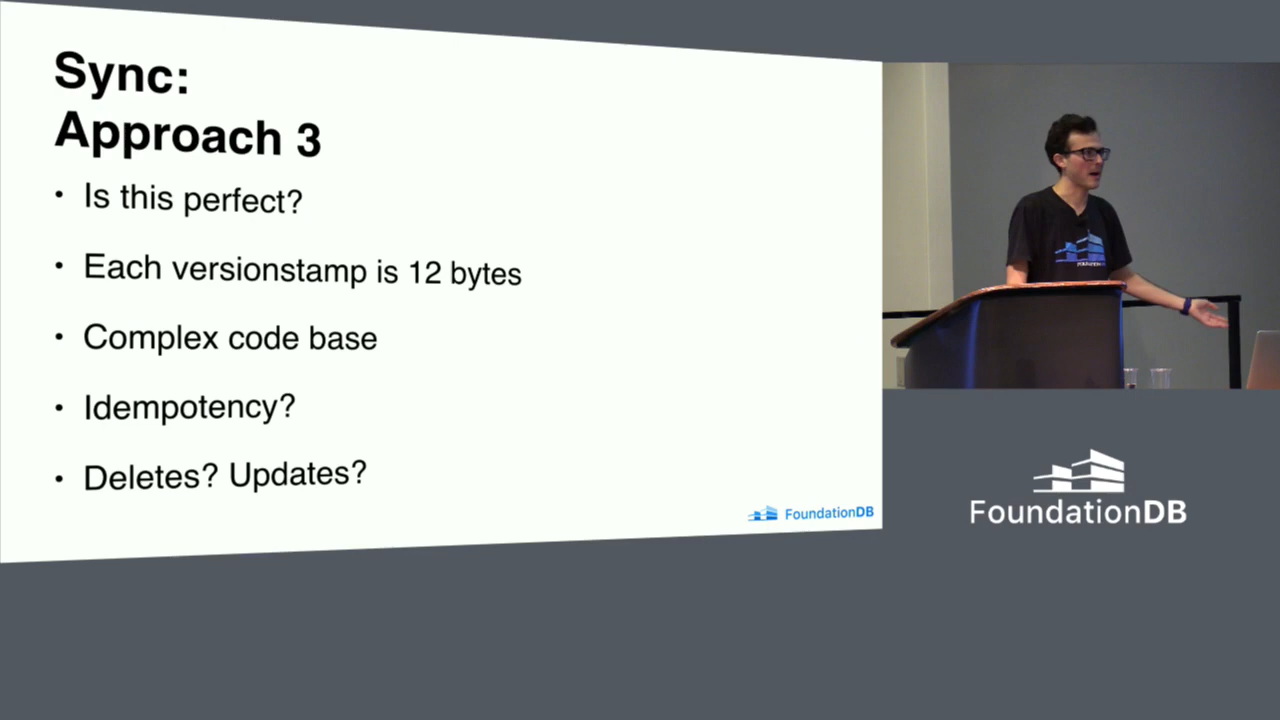 Sync:
Approach 3
• Is this perfect?
• Each versionstamp is 12 bytes
• Complex code base
• Idempotency?
• Deletes? Updates?
FoundationDB
FoundationDB